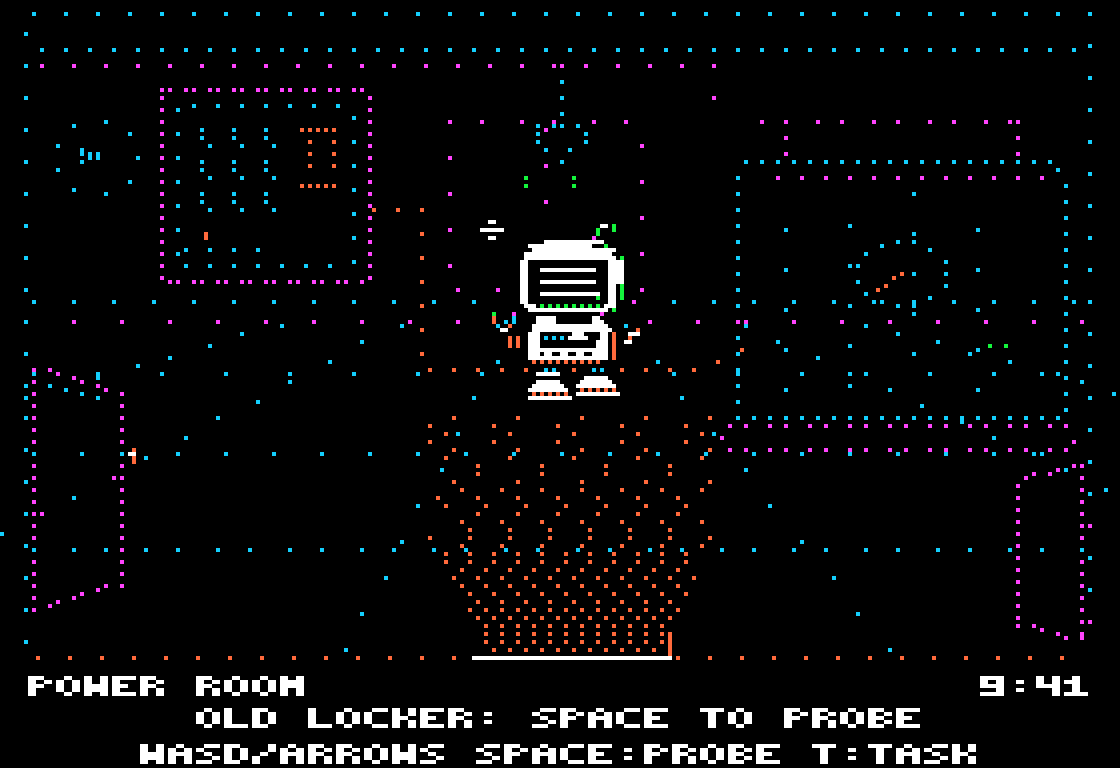 POWER ROOM 9:41
OLD LOCKER: SPACE TO PROBE
WASD/ARROWS SPACE:PROBE T:TASK